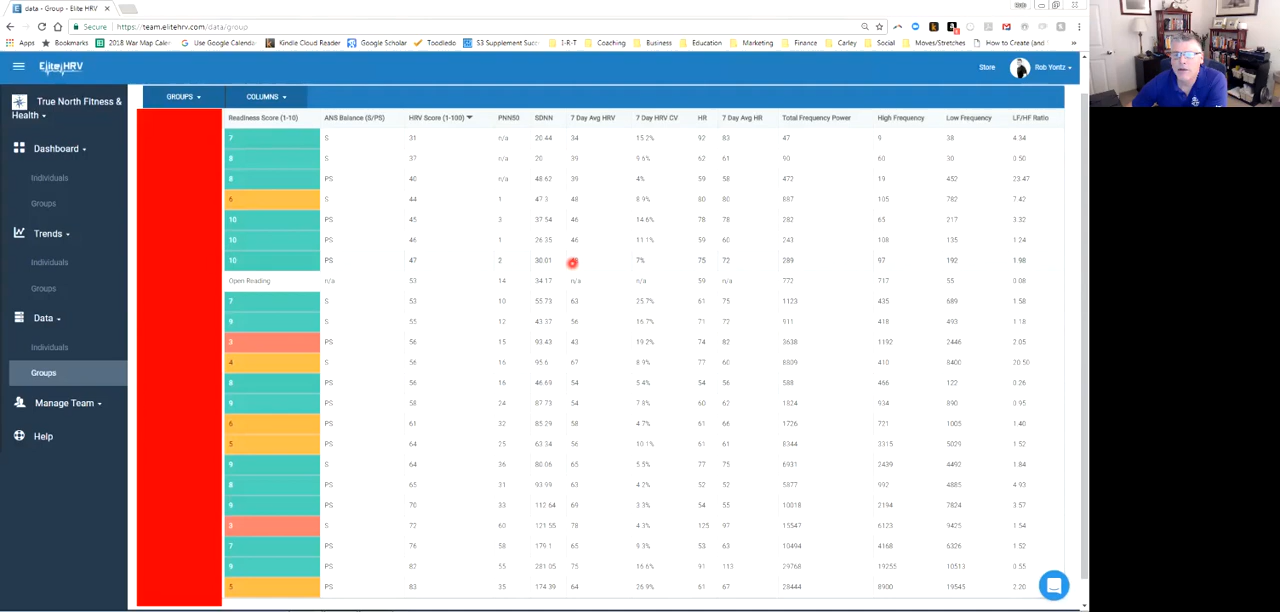 data - Group - Elite HRV
Secure https://team.elitehrv.com/data/group
Apps Bookmarks 2018 War Map Cale Use Google Calenda Kindle Cloud Reader Google Scholar Toodledo S3 Supplement Succ I-R-T Coaching Business Education Marketing Finance Carley Social Moves/Stretches How to Create (and
Elite HRV Store Rob Yontz
True North Fitness & Health
GROUPS COLUMNS
Dashboard
Individuals
Groups
Trends
Individuals
Groups
Data
Individuals
Groups
Manage Team
Help
Readiness Score (1-10) ANS Balance (S/PS) HRV Score (1-100) PNN50 SDNN 7 Day Avg HRV 7 Day HRV CV HR 7 Day Avg HR Total Frequency Power High Frequency Low Frequency LF/HF Ratio
7 S 31 n/a 20.44 34 15.2% 92 83 47 9 38 4.34
8 S 37 n/a 20 39 9.6% 62 61 90 60 30 0.50
8 PS 40 n/a 48.62 39 4% 59 58 472 19 452 23.47
6 S 44 1 47.3 48 8.9% 80 80 887 105 782 7.42
10 PS 45 3 37.54 46 14.6% 78 78 282 65 217 3.32
10 PS 46 1 26.35 46 11.1% 59 60 243 108 135 1.24
10 PS 47 2 30.01 7% 75 72 289 97 192 1.98
Open Reading n/a 53 14 34.17 n/a n/a 59 n/a 772 717 55 0.08
7 S 53 10 55.73 63 25.7% 61 75 1123 435 689 1.58
9 S 55 12 43.37 56 16.7% 71 72 911 418 493 1.18
3 PS 56 15 93.43 43 19.2% 74 82 3638 1192 2446 2.05
4 S 56 16 95.6 67 8.9% 77 60 8809 410 8400 20.50
8 PS 56 16 46.69 54 5.4% 54 56 588 466 122 0.26
9 PS 58 24 87.73 54 7.8% 60 62 1824 934 890 0.95
6 PS 61 32 85.29 58 4.7% 61 66 1726 721 1005 1.40
5 PS 64 25 63.34 56 10.1% 61 61 8344 3315 5029 1.52
9 S 64 36 80.06 65 5.5% 77 75 6931 2439 4492 1.84
8 PS 65 31 93.99 63 4.2% 52 52 5877 992 4885 4.93
9 PS 70 33 112.64 69 3.3% 54 55 10018 2194 7824 3.57
3 S 72 60 121.55 78 4.3% 125 97 15547 6123 9425 1.54
7 PS 76 58 179.1 65 9.3% 53 63 10494 4168 6326 1.52
9 PS 82 55 281.05 75 16.6% 91 113 29768 19255 10513 0.55
5 PS 83 35 174.39 64 26.9% 61 67 28444 8900 19545 2.20